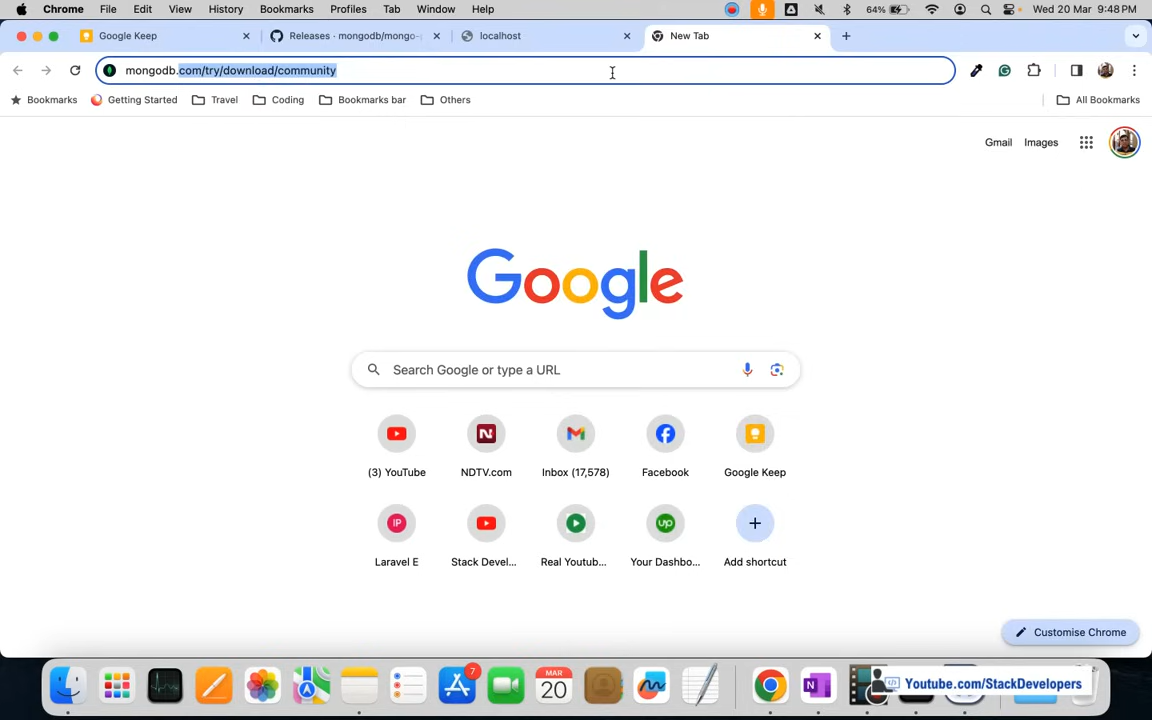 Chrome File Edit View History Bookmarks Profiles Tab Window Help 64% Wed 20 Mar 9:48 PM
Google Keep Releases · mongodb/mongo- localhost New Tab
mongodb.com/try/download/community
Bookmarks Getting Started Travel Coding Bookmarks bar Others All Bookmarks
Gmail Images
Google
Search Google or type a URL
(3) YouTube NDTV.com Inbox (17,578) Facebook Google Keep
Laravel E Stack Devel... Real Youtub... Your Dashbo... Add shortcut
Customise Chrome
Youtube.com/StackDevelopers
7
MAR
20